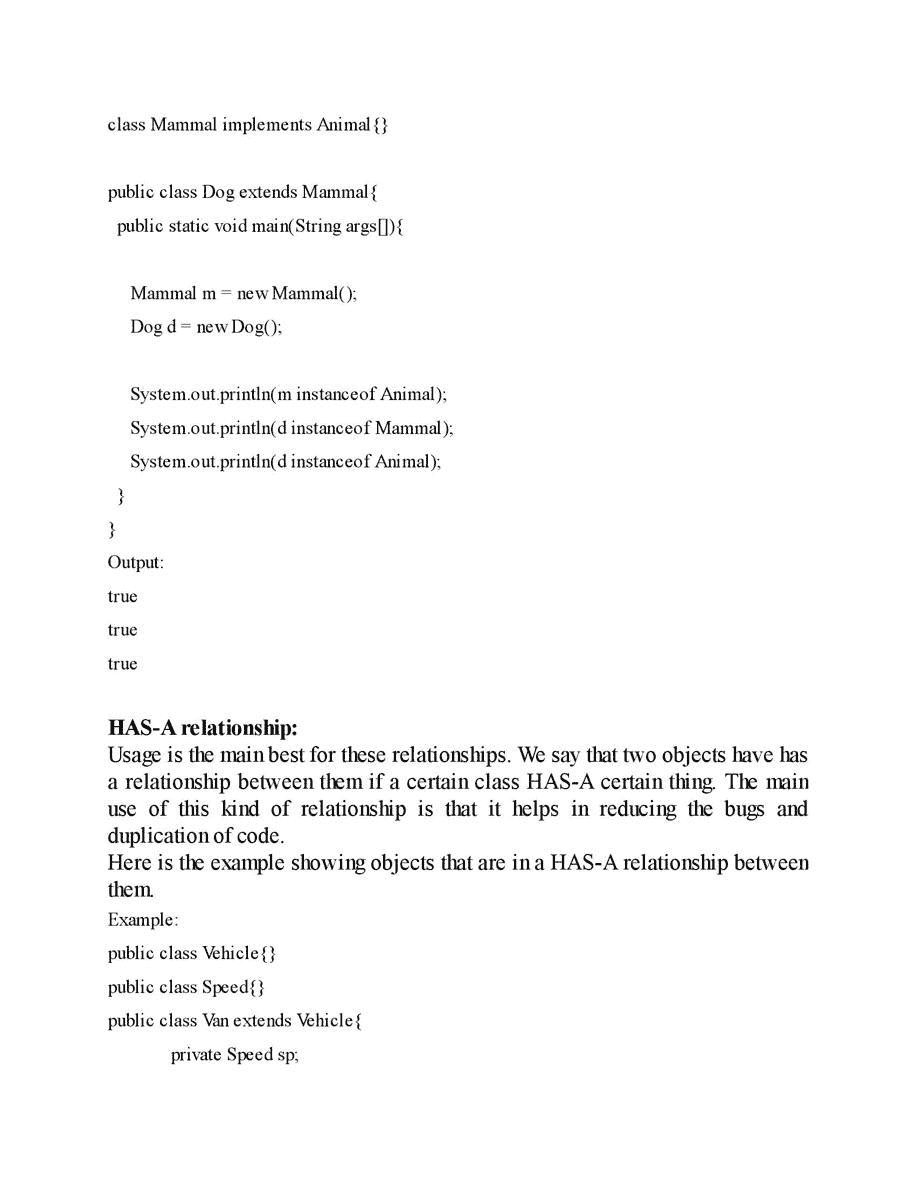 class Mammal implements Animal{}
public class Dog extends Mammal{
public static void main(String args[]){
Mammal m = new Mammal();
Dog d = new Dog();
System.out.println(m instanceof Animal);
System.out.println(d instanceof Mammal);
System.out.println(d instanceof Animal);
}
}
Output:
true
true
true
HAS-A relationship:
Usage is the main best for these relationships. We say that two objects have has
a relationship between them if a certain class HAS-A certain thing. The main
use of this kind of relationship is that it helps in reducing the bugs and
duplication of code.
Here is the example showing objects that are in a HAS-A relationship between
them.
Example:
public class Vehicle{}
public class Speed{}
public class Van extends Vehicle{
private Speed sp;